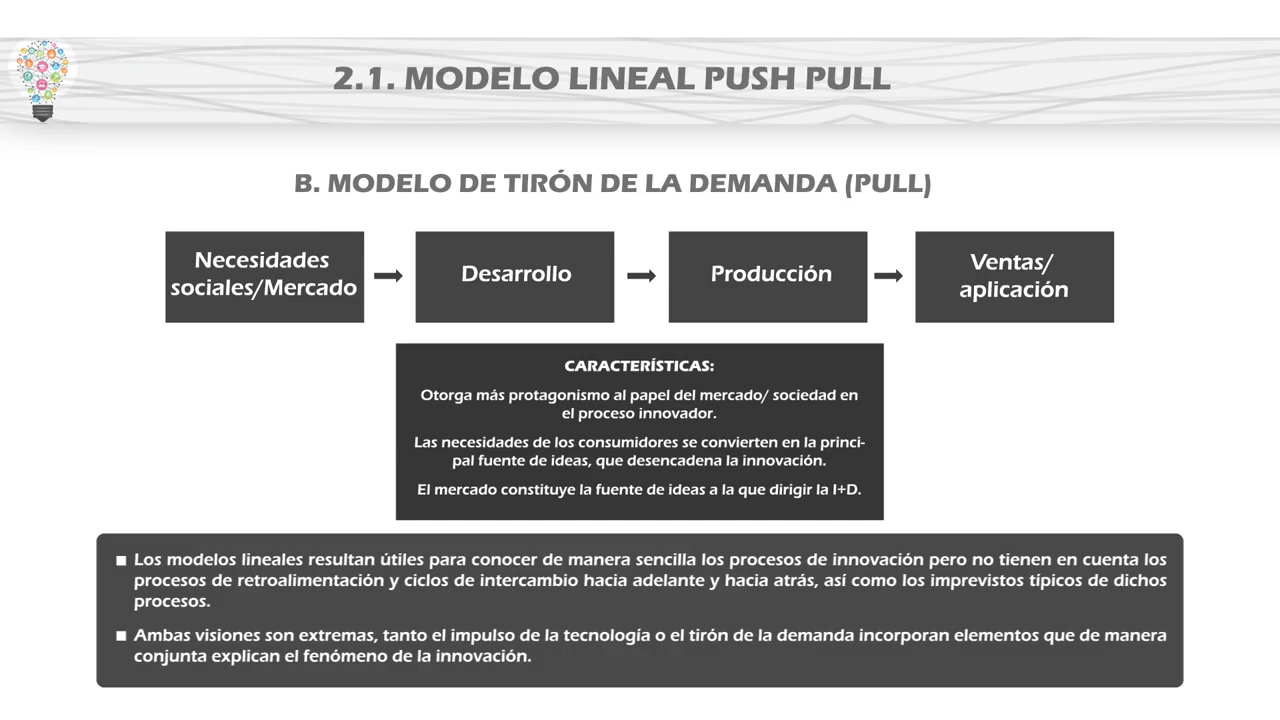 2.1. MODELO LINEAL PUSH PULL
B. MODELO DE TIRÓN DE LA DEMANDA (PULL)
Necesidades
sociales/Mercado
Desarrollo
Producción
Ventas/
aplicación
CARACTERÍSTICAS:
Otorga más protagonismo al papel del mercado/ sociedad en
el proceso innovador.
Las necesidades de los consumidores se convierten en la princi-
pal fuente de ideas, que desencadena la innovación.
El mercado constituye la fuente de ideas a la que dirigir la I+D.
■ Los modelos lineales resultan útiles para conocer de manera sencilla los procesos de innovación pero no tienen en cuenta los
procesos de retroalimentación y ciclos de intercambio hacia adelante y hacia atrás, así como los imprevistos típicos de dichos
procesos.
■ Ambas visiones son extremas, tanto el impulso de la tecnología o el tirón de la demanda incorporan elementos que de manera
conjunta explican el fenómeno de la innovación.